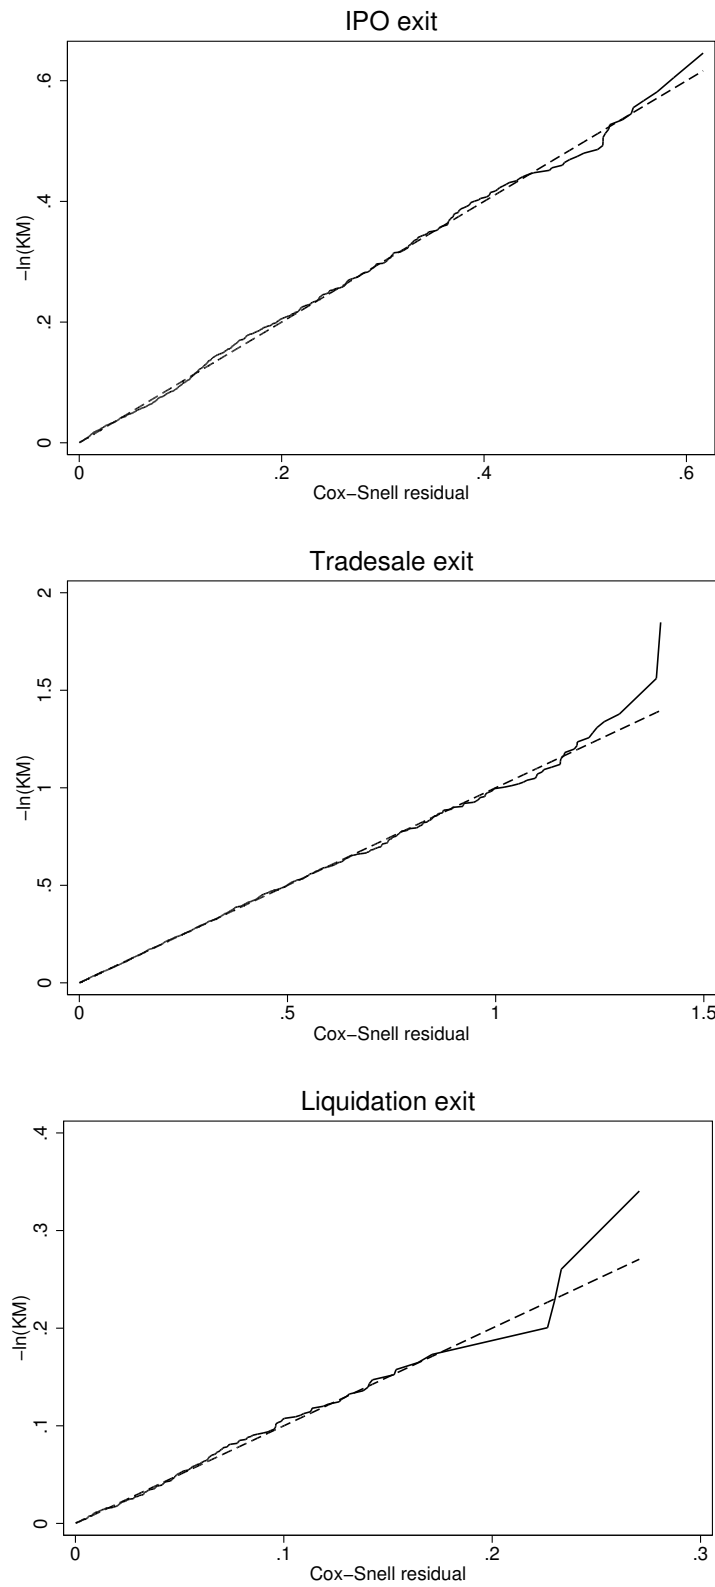 IPO exit
.6
.4
−ln(KM)
.2
0
0 .2 .4 .6
Cox−Snell residual
Tradesale exit
2
1.5
1
−ln(KM)
.5
0
0 .5 1 1.5
Cox−Snell residual
Liquidation exit
.4
.3
.2
−ln(KM)
.1
0
0 .1 .2 .3
Cox−Snell residual